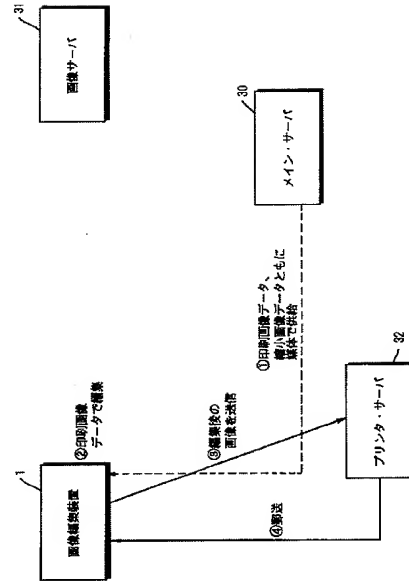 31
画像サーバ
30
メイン・サーバ
①印刷画像データ、
縮小画像データともに
媒体で供給
②印刷画像
データで編集
③編集後の
画像を送信
1
画像編集装置
④郵送
32
プリンタ・サーバ